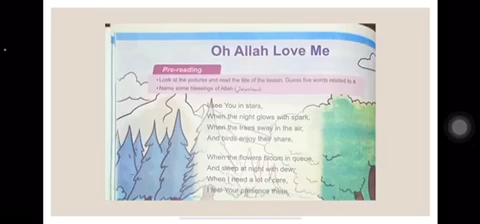 Oh Allah Love Me
Pre-reading
• Look at the pictures and read the title of the lesson. Guess five words related to it
• Name some blessings of Allah
I see You in stars,
When the night glows with spark,
When the trees sway in the air,
And birds enjoy their share.
When the flowers bloom in queue,
And sleep at night with dew,
When I need a lot of care,
I feel Your presence there.